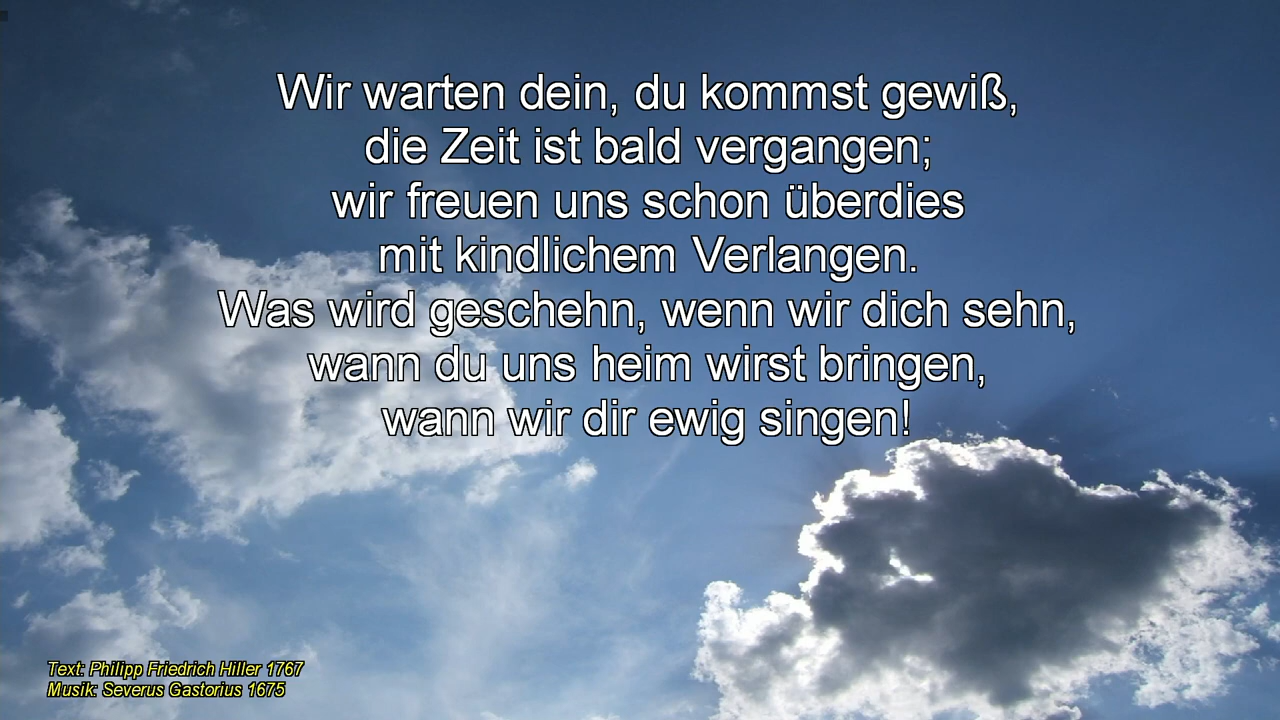 Wir warten dein, du kommst gewiß,
die Zeit ist bald vergangen;
wir freuen uns schon überdies
mit kindlichem Verlangen.
Was wird geschehn, wenn wir dich sehn,
wann du uns heim wirst bringen,
wann wir dir ewig singen!
Text: Philipp Friedrich Hiller 1767
Musik: Severus Gastorius 1675